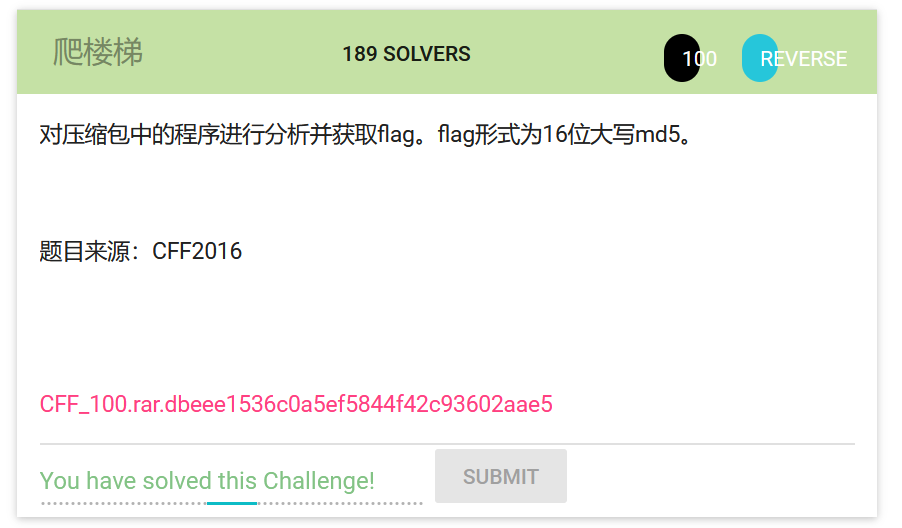 爬楼梯
189 SOLVERS
100
REVERSE
对压缩包中的程序进行分析并获取flag。flag形式为16位大写md5。
题目来源：CFF2016
CFF_100.rar.dbeee1536c0a5ef5844f42c93602aae5
You have solved this Challenge!
SUBMIT